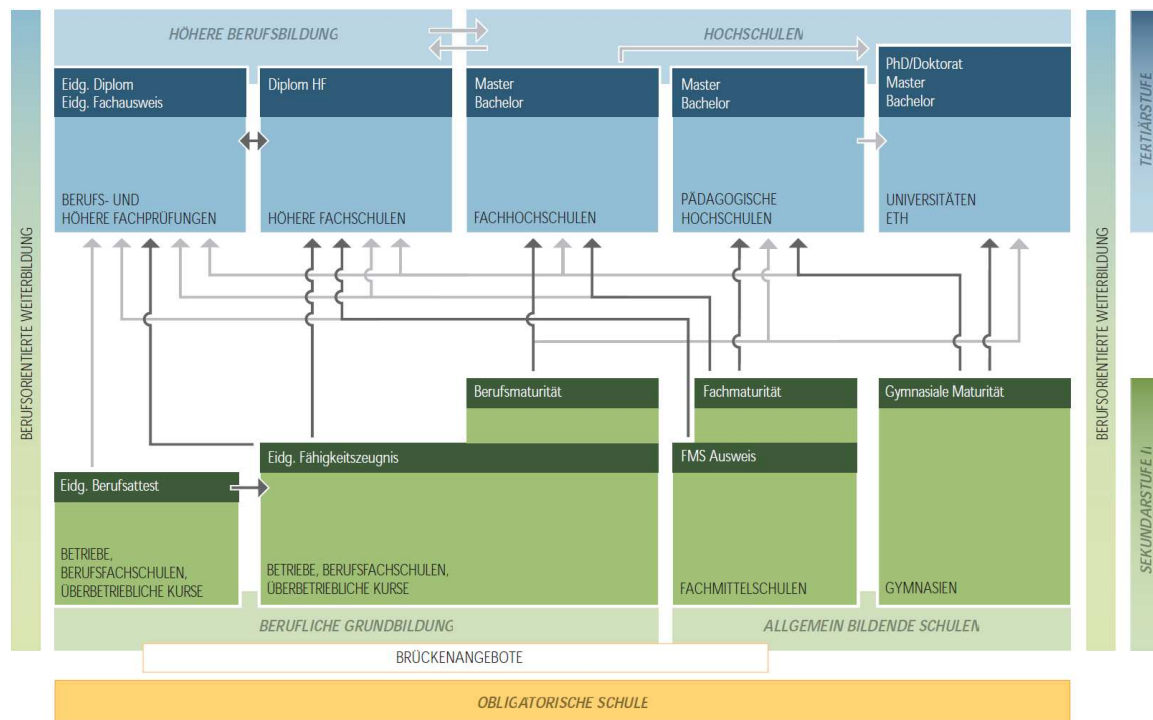 HÖHERE BERUFSBILDUNG
HOCHSCHULEN
Eidg. Diplom
Eidg. Fachausweis
Diplom HF
Master
Bachelor
Master
Bachelor
PhD/Doktorat
Master
Bachelor
BERUFS- UND
HÖHERE FACHPRÜFUNGEN
HÖHERE FACHSCHULEN
FACHHOCHSCHULEN
PÄDAGOGISCHE
HOCHSCHULEN
UNIVERSITÄTEN
ETH
BERUFSORIENTIERTE WEITERBILDUNG
BERUFSORIENTIERTE WEITERBILDUNG
TERTIÄRSTUFE
SEKUNDARSTUFE II
Berufsmaturität
Fachmaturität
Gymnasiale Maturität
Eidg. Fähigkeitszeugnis
FMS Ausweis
Eidg. Berufsattest
BETRIEBE,
BERUFSFACHSCHULEN,
ÜBERBETRIEBLICHE KURSE
BETRIEBE, BERUFSFACHSCHULEN,
ÜBERBETRIEBLICHE KURSE
FACHMITTELSCHULEN
GYMNASIEN
BERUFLICHE GRUNDBILDUNG
ALLGEMEIN BILDENDE SCHULEN
BRÜCKENANGEBOTE
OBLIGATORISCHE SCHULE